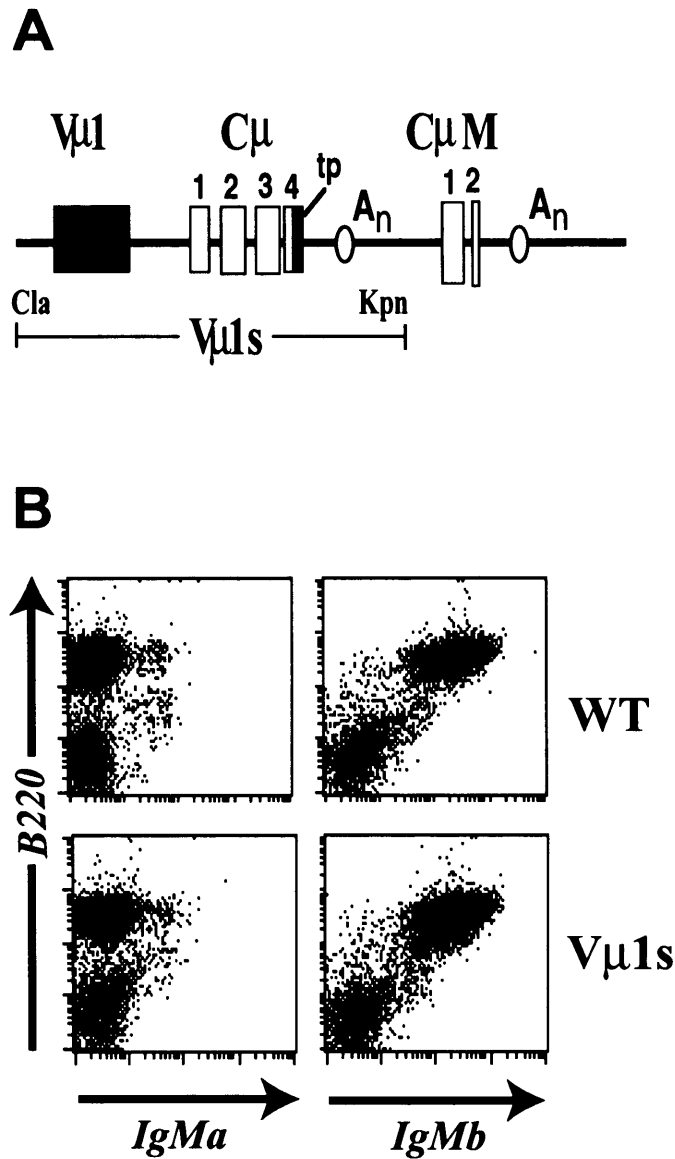 A
Vμ1 Cμ CμM
1 2 3 4 tp An 1 2 An
Cla Kpn
Vμ1s
B
B220
WT
Vμ1s
IgMa IgMb